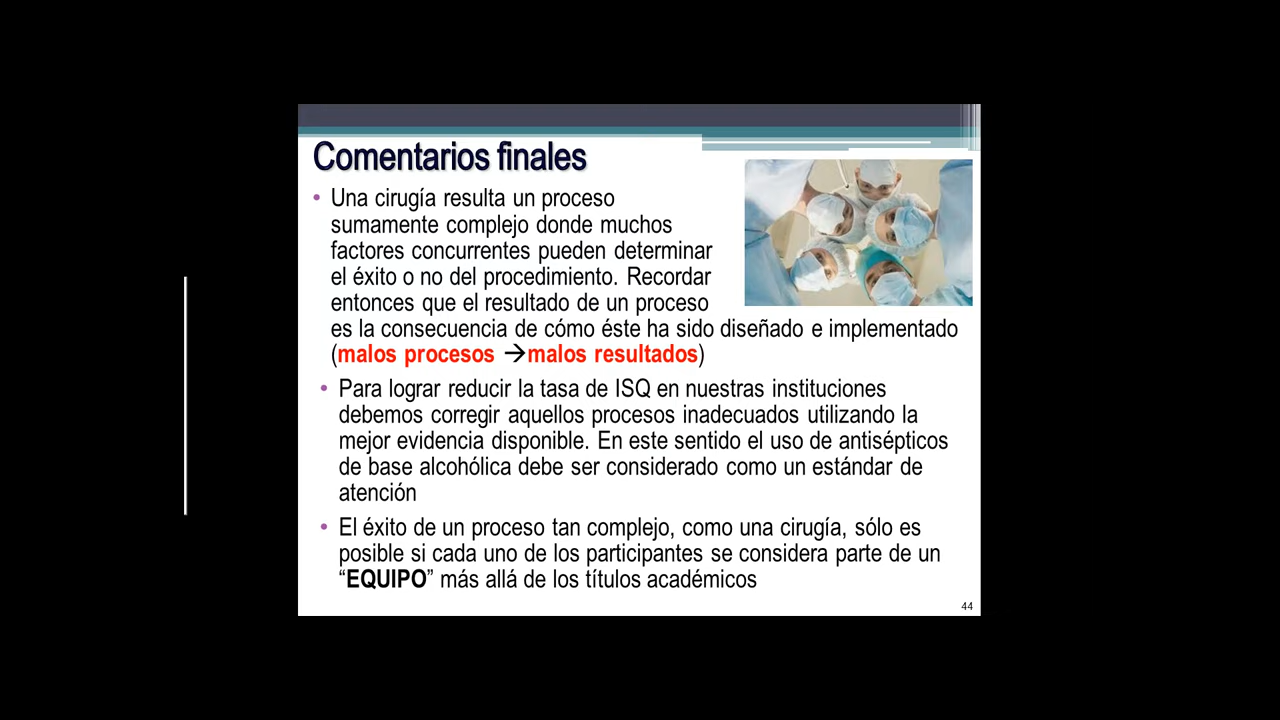 Comentarios finales
• Una cirugía resulta un proceso
sumamente complejo donde muchos
factores concurrentes pueden determinar
el éxito o no del procedimiento. Recordar
entonces que el resultado de un proceso
es la consecuencia de cómo éste ha sido diseñado e implementado
(malos procesos →malos resultados)
• Para lograr reducir la tasa de ISQ en nuestras instituciones
debemos corregir aquellos procesos inadecuados utilizando la
mejor evidencia disponible. En este sentido el uso de antisépticos
de base alcohólica debe ser considerado como un estándar de
atención
• El éxito de un proceso tan complejo, como una cirugía, sólo es
posible si cada uno de los participantes se considera parte de un
“EQUIPO” más allá de los títulos académicos
44